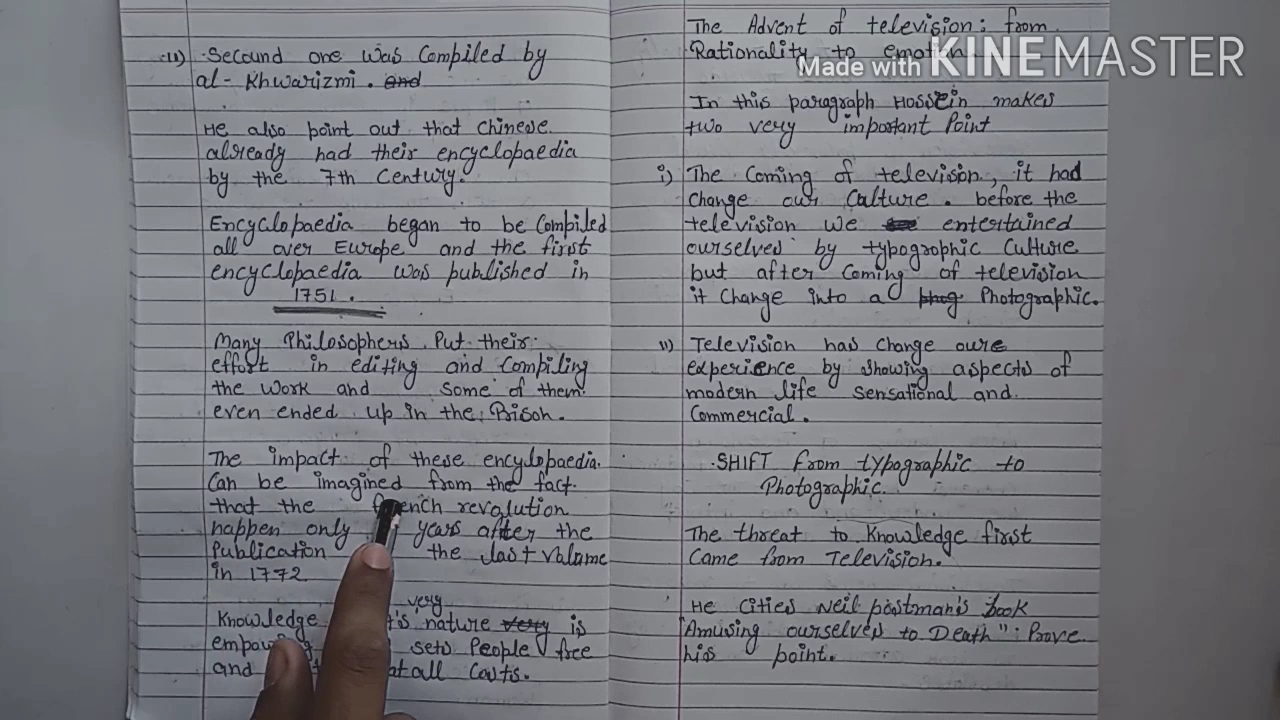 ii) Secund one was Compiled by
al-Khwarizmi. and
He also point out that Chinese
already had their encyclopaedia
by the 7th Century.
Encyclopaedia began to be Compiled
all over Europe and the first
encyclopaedia was published in
1751.
Many Philosophers Put their
effort in editing and Compiling
the work and some of them
even ended up in the Prison.
The impact of these encyclopaedia.
Can be imagined from the fact
that the french revolution
happen only years after the
Publication the last Valume
in 1772
very
Knowledge nature very is
sets People free
and at all Costs.
The Advent of television: from
Rationality to emotion
Made with KINEMASTER
In this paragraph Hossein makes
two very important Point
i) The Coming of television, it had
change our Culture. before the
television we entertained
ourselves by typographic Culture
but after Coming of television
it Change into a Photographic.
ii) Television has change oure
experience by showing aspects of
modern life sensational and
Commercial.
SHIFT from typographic to
Photographic.
The threat to Knowledge first
Came from Television.
He Cities Neil postman's book
"Amusing ourselves to Death": Prove
his point.